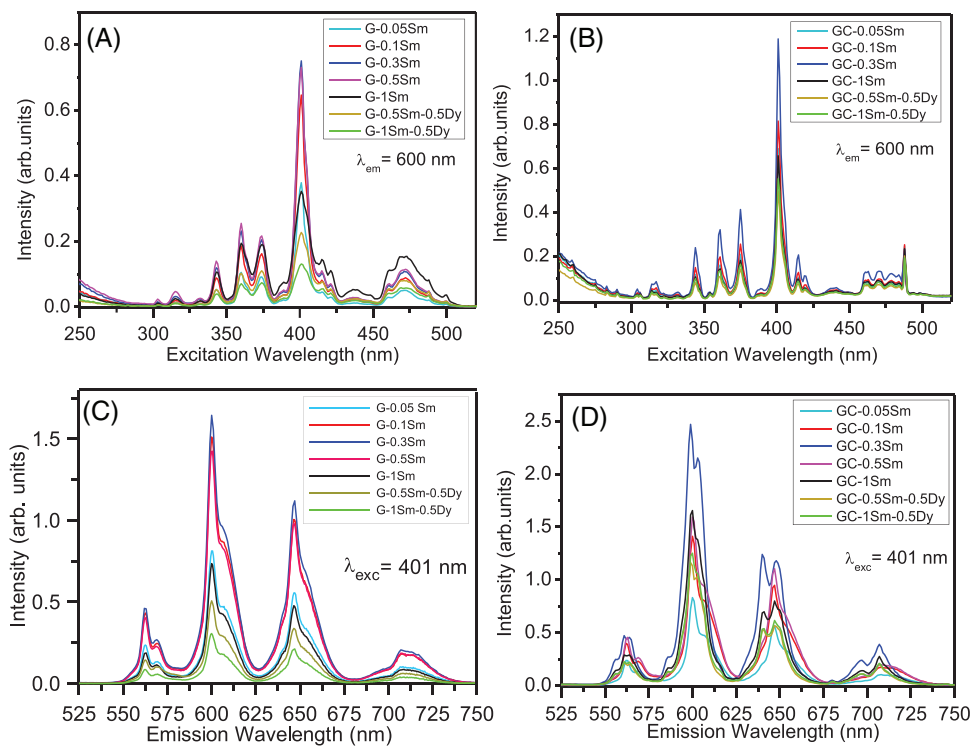 (A)
G-0.05Sm
G-0.1Sm
G-0.3Sm
G-0.5Sm
G-1Sm
G-0.5Sm-0.5Dy
G-1Sm-0.5Dy
λem= 600 nm
Intensity (arb.units)
0.8
0.6
0.4
0.2
0.0
250 300 350 400 450 500
Excitation Wavelength (nm)
(B)
GC-0.05Sm
GC-0.1Sm
GC-0.3Sm
GC-1Sm
GC-0.5Sm-0.5Dy
GC-1Sm-0.5Dy
λem= 600 nm
Intensity (arb.units)
1.2
1.0
0.8
0.6
0.4
0.2
0.0
250 300 350 400 450 500
Excitation Wavelength (nm)
(C)
G-0.05 Sm
G-0.1Sm
G-0.3Sm
G-0.5Sm
G-1Sm
G-0.5Sm-0.5Dy
G-1Sm-0.5Dy
λexc= 401 nm
Intensity (arb. units)
1.5
1.0
0.5
0.0
525 550 575 600 625 650 675 700 725 750
Emission Wavelength (nm)
(D)
GC-0.05Sm
GC-0.1Sm
GC-0.3Sm
GC-0.5Sm
GC-1Sm
GC-0.5Sm-0.5Dy
GC-1Sm-0.5Dy
λexc= 401 nm
Intensity (arb.units)
2.5
2.0
1.5
1.0
0.5
0.0
525 550 575 600 625 650 675 700 725 750
Emission Wavelength (nm)